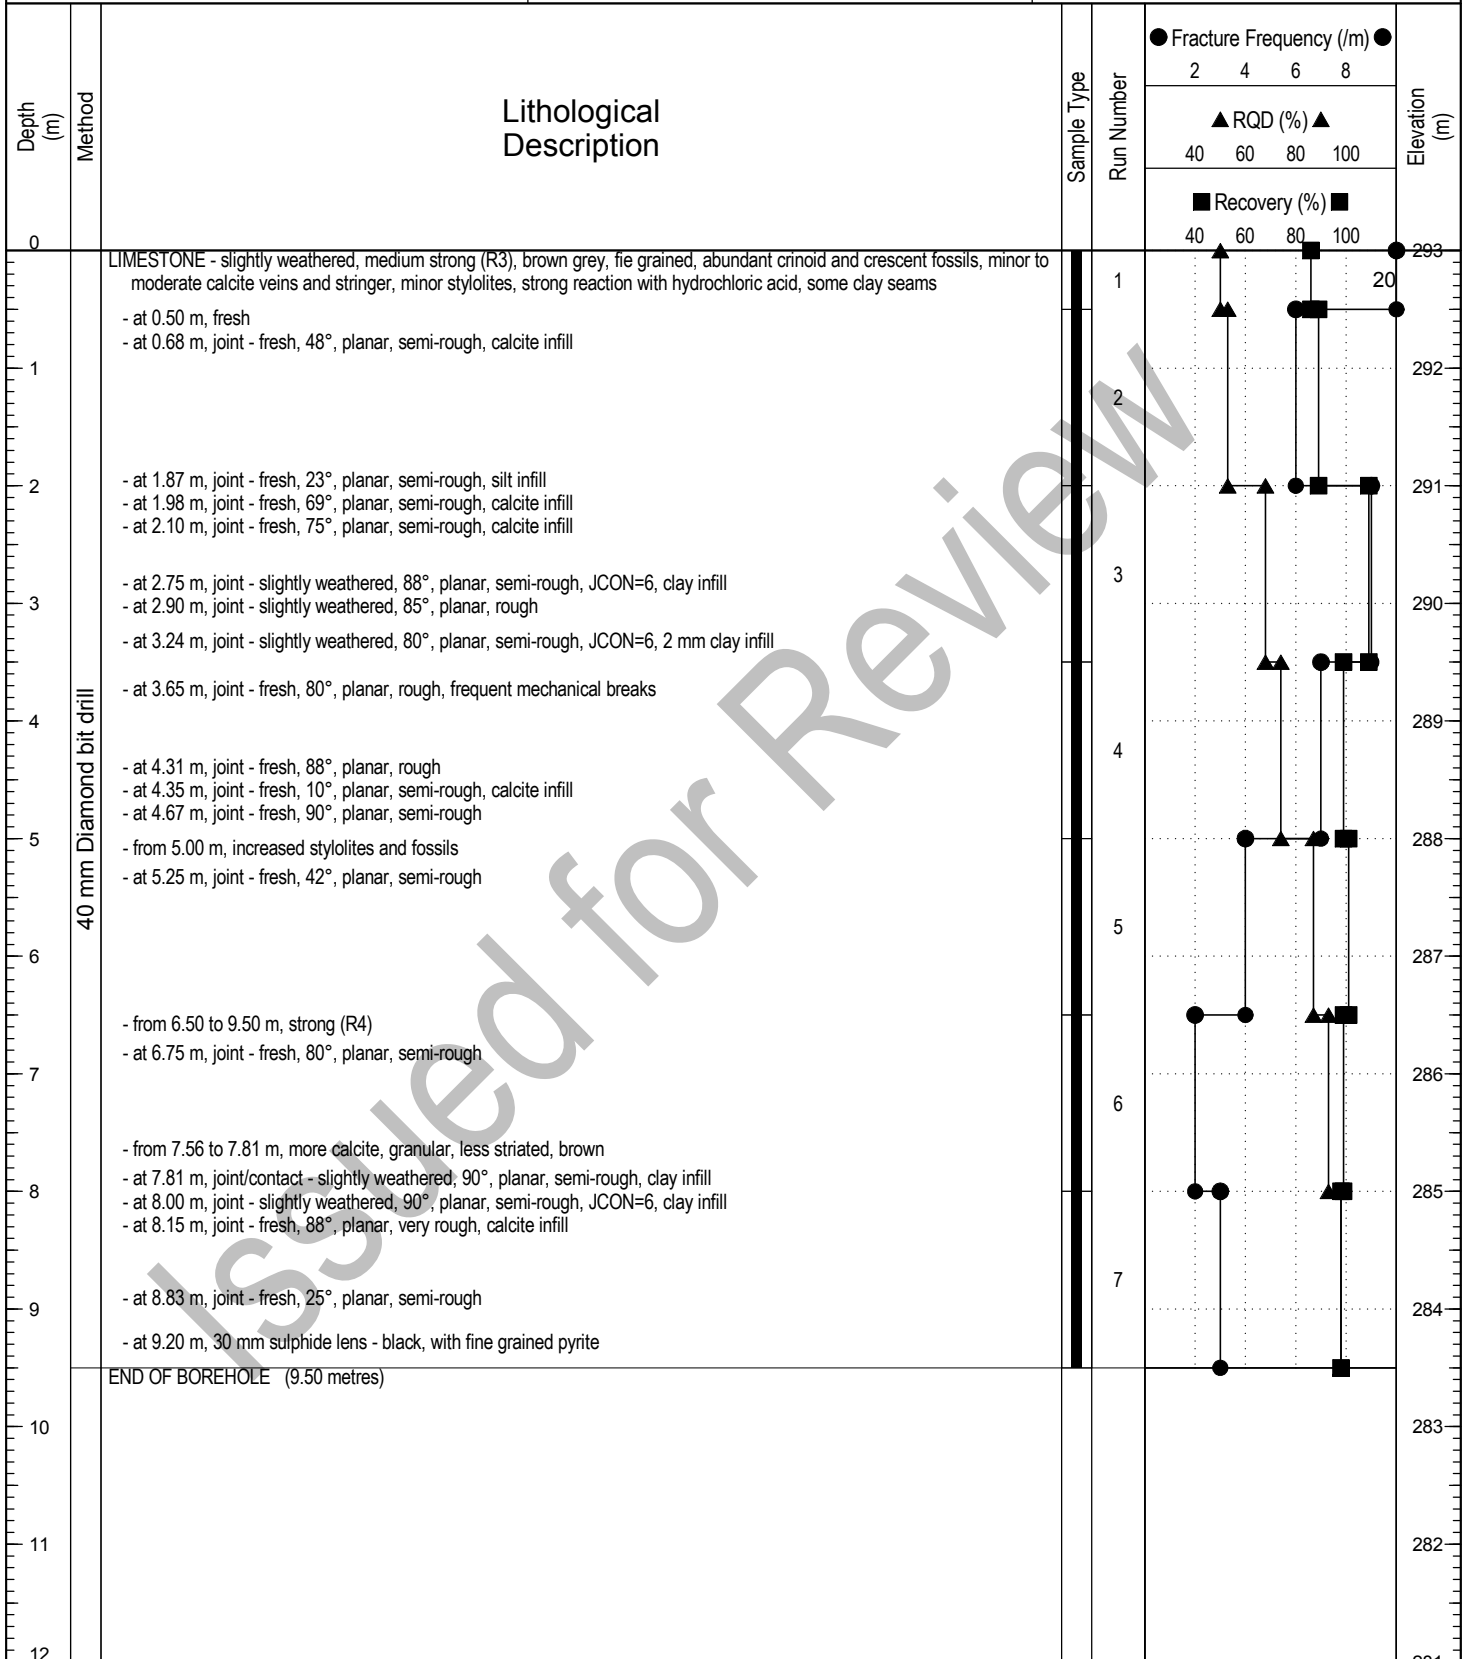 Depth (m)
Method
Lithological
Description
Sample Type
Run Number
Fracture Frequency (/m)
2 4 6 8
RQD (%)
40 60 80 100
Recovery (%)
40 60 80 100
Elevation (m)
0
293
LIMESTONE - slightly weathered, medium strong (R3), brown grey, fie grained, abundant crinoid and crescent fossils, minor to
moderate calcite veins and stringer, minor stylolites, strong reaction with hydrochloric acid, some clay seams
1
20
- at 0.50 m, fresh
- at 0.68 m, joint - fresh, 48°, planar, semi-rough, calcite infill
1
292
2
- at 1.87 m, joint - fresh, 23°, planar, semi-rough, silt infill
2
291
- at 1.98 m, joint - fresh, 69°, planar, semi-rough, calcite infill
- at 2.10 m, joint - fresh, 75°, planar, semi-rough, calcite infill
3
- at 2.75 m, joint - slightly weathered, 88°, planar, semi-rough, JCON=6, clay infill
3
290
- at 2.90 m, joint - slightly weathered, 85°, planar, rough
- at 3.24 m, joint - slightly weathered, 80°, planar, semi-rough, JCON=6, 2 mm clay infill
- at 3.65 m, joint - fresh, 80°, planar, rough, frequent mechanical breaks
40 mm Diamond bit drill
4
289
4
- at 4.31 m, joint - fresh, 88°, planar, rough
- at 4.35 m, joint - fresh, 10°, planar, semi-rough, calcite infill
- at 4.67 m, joint - fresh, 90°, planar, semi-rough
5
288
- from 5.00 m, increased stylolites and fossils
- at 5.25 m, joint - fresh, 42°, planar, semi-rough
5
6
287
- from 6.50 to 9.50 m, strong (R4)
- at 6.75 m, joint - fresh, 80°, planar, semi-rough
7
286
6
- from 7.56 to 7.81 m, more calcite, granular, less striated, brown
- at 7.81 m, joint/contact - slightly weathered, 90°, planar, semi-rough, clay infill
8
285
- at 8.00 m, joint - slightly weathered, 90°, planar, semi-rough, JCON=6, clay infill
- at 8.15 m, joint - fresh, 88°, planar, very rough, calcite infill
7
- at 8.83 m, joint - fresh, 25°, planar, semi-rough
9
284
- at 9.20 m, 30 mm sulphide lens - black, with fine grained pyrite
END OF BOREHOLE (9.50 metres)
10
283
11
282
12
Issued for Review